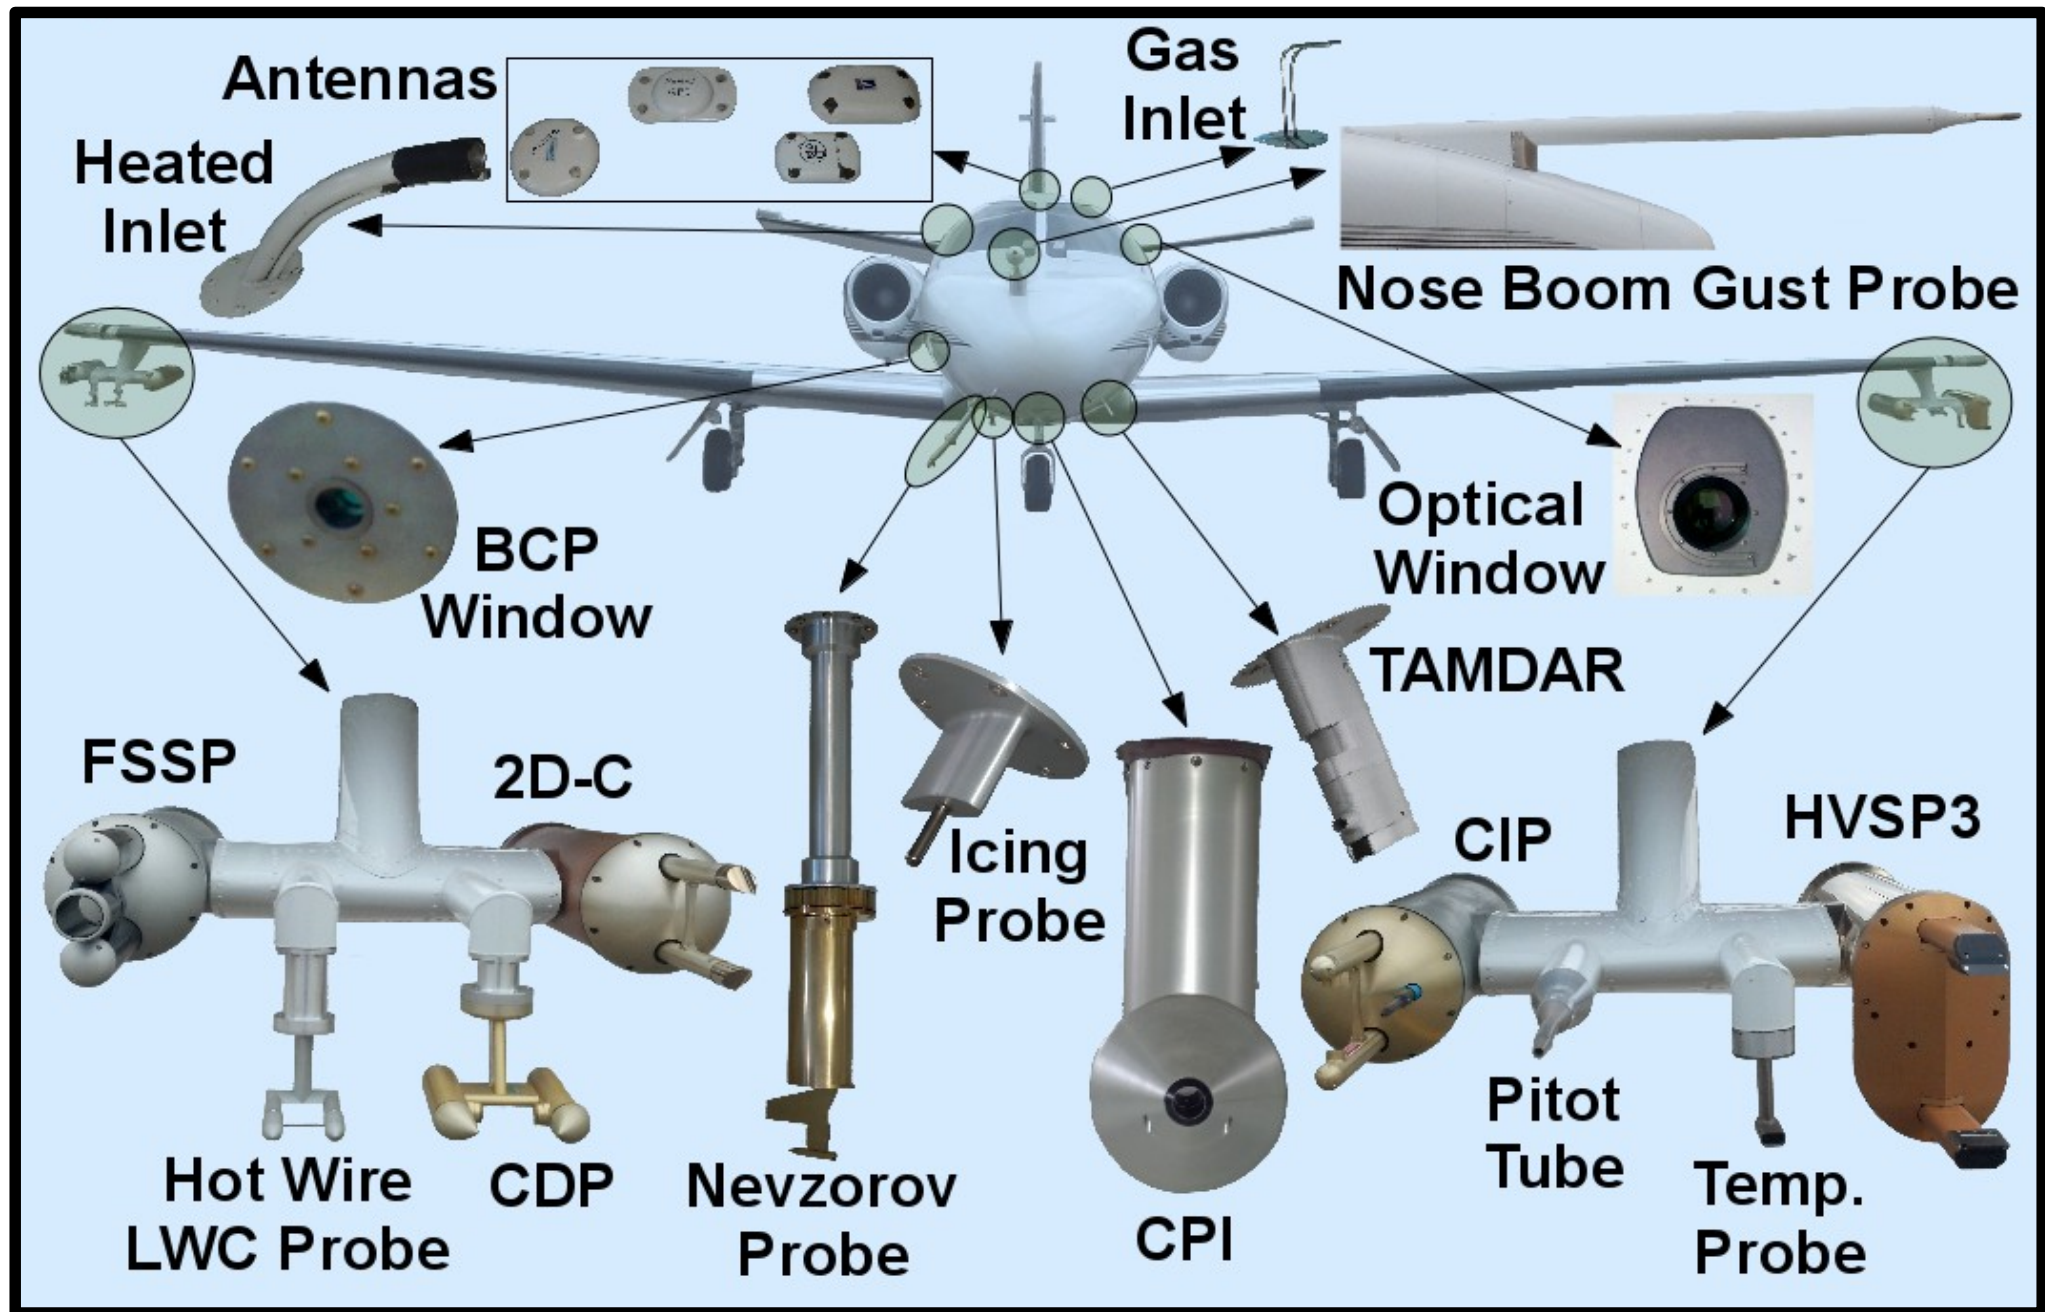 Antennas
Gas
Inlet
Heated
Inlet
Nose Boom Gust Probe
BCP
Window
Optical
Window
TAMDAR
FSSP
2D-C
Icing
Probe
CIP
HVSP3
Pitot
Tube
Hot Wire
LWC Probe
CDP
Nevzorov
Probe
CPI
Temp.
Probe